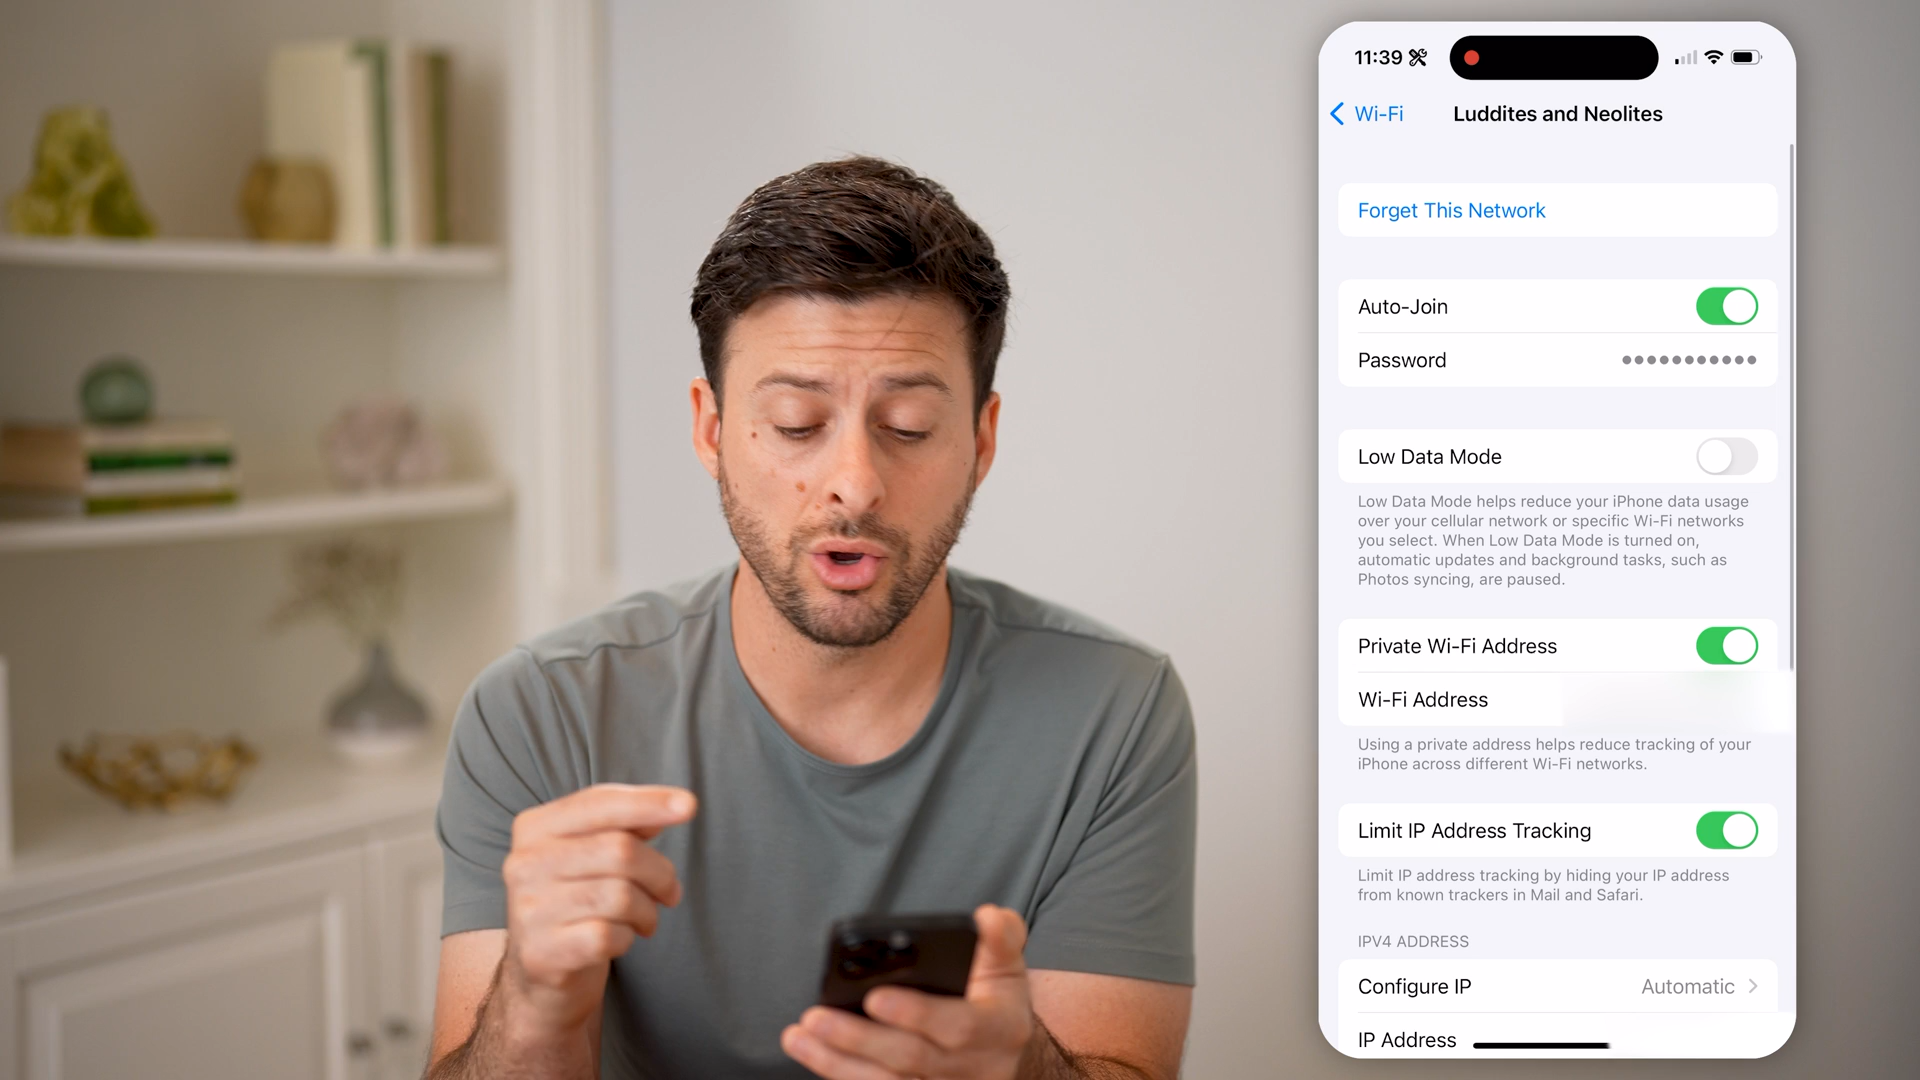 11:39
Wi-Fi
Luddites and Neolites
Forget This Network
Auto-Join
Password ●●●●●●●●●●●
Low Data Mode
Low Data Mode helps reduce your iPhone data usage
over your cellular network or specific Wi-Fi networks
you select. When Low Data Mode is turned on,
automatic updates and background tasks, such as
Photos syncing, are paused.
Private Wi-Fi Address
Wi-Fi Address
Using a private address helps reduce tracking of your
iPhone across different Wi-Fi networks.
Limit IP Address Tracking
Limit IP address tracking by hiding your IP address
from known trackers in Mail and Safari.
IPV4 ADDRESS
Configure IP Automatic
IP Address